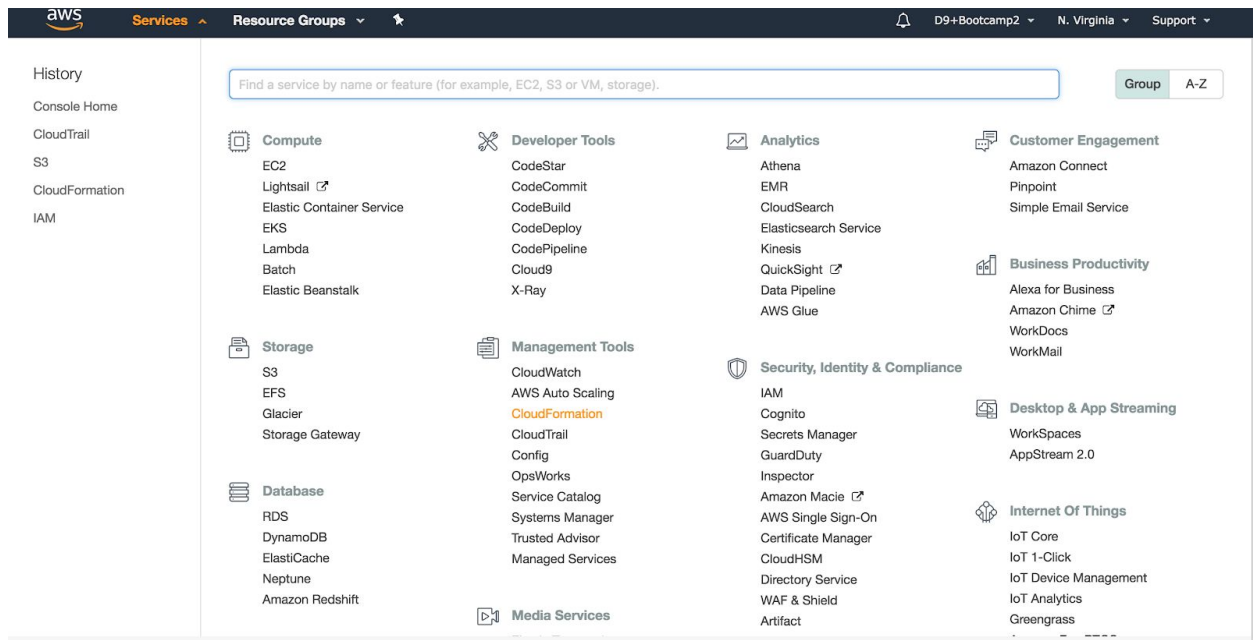 aws
Services
Resource Groups
D9+Bootcamp2
N. Virginia
Support
History
Console Home
CloudTrail
S3
CloudFormation
IAM
Find a service by name or feature (for example, EC2, S3 or VM, storage).
Group
A-Z
Compute
EC2
Lightsail
Elastic Container Service
EKS
Lambda
Batch
Elastic Beanstalk
Storage
S3
EFS
Glacier
Storage Gateway
Database
RDS
DynamoDB
ElastiCache
Neptune
Amazon Redshift
Developer Tools
CodeStar
CodeCommit
CodeBuild
CodeDeploy
CodePipeline
Cloud9
X-Ray
Management Tools
CloudWatch
AWS Auto Scaling
CloudFormation
CloudTrail
Config
OpsWorks
Service Catalog
Systems Manager
Trusted Advisor
Managed Services
Media Services
Analytics
Athena
EMR
CloudSearch
Elasticsearch Service
Kinesis
QuickSight
Data Pipeline
AWS Glue
Security, Identity & Compliance
IAM
Cognito
Secrets Manager
GuardDuty
Inspector
Amazon Macie
AWS Single Sign-On
Certificate Manager
CloudHSM
Directory Service
WAF & Shield
Artifact
Customer Engagement
Amazon Connect
Pinpoint
Simple Email Service
Business Productivity
Alexa for Business
Amazon Chime
WorkDocs
WorkMail
Desktop & App Streaming
WorkSpaces
AppStream 2.0
Internet Of Things
IoT Core
IoT 1-Click
IoT Device Management
IoT Analytics
Greengrass